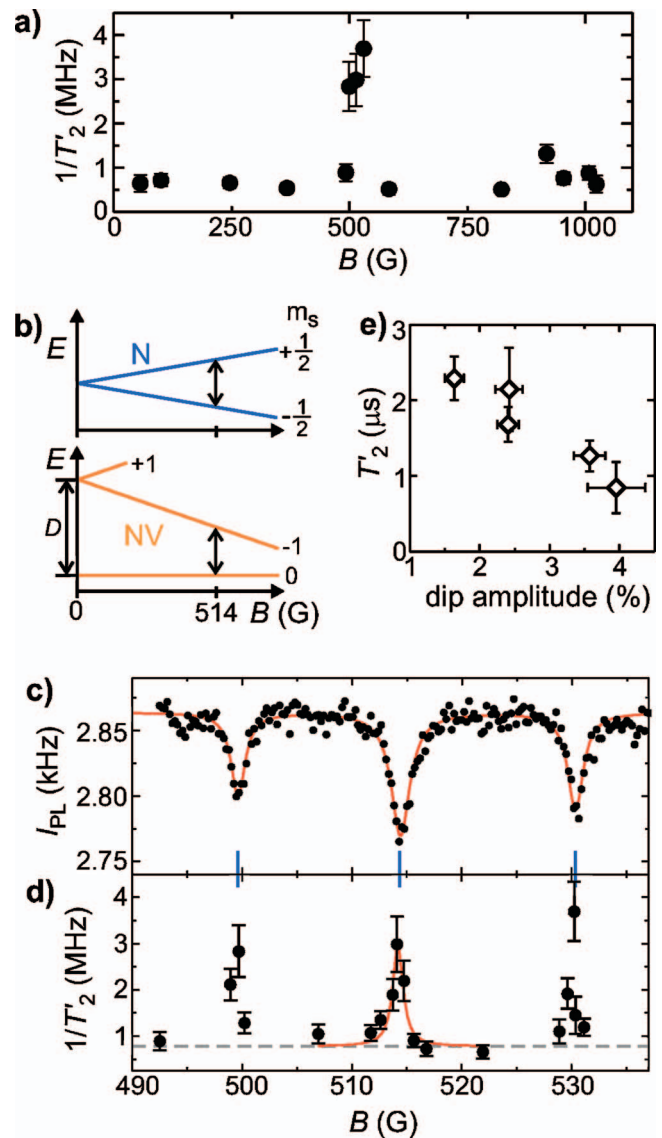 a)
4
3
2
1
0
1/T′₂ (MHz)
0
250
500
750
1000
B (G)
b)
E
N
mₛ
+½
-½
E
+1
D
NV
-1
0
0
514
B (G)
e)
3
2
1
0
T′₂ (μs)
1
2
3
4
dip amplitude (%)
c)
2.85
2.80
2.75
I_PL (kHz)
d)
4
3
2
1
1/T′₂ (MHz)
490
500
510
520
530
B (G)